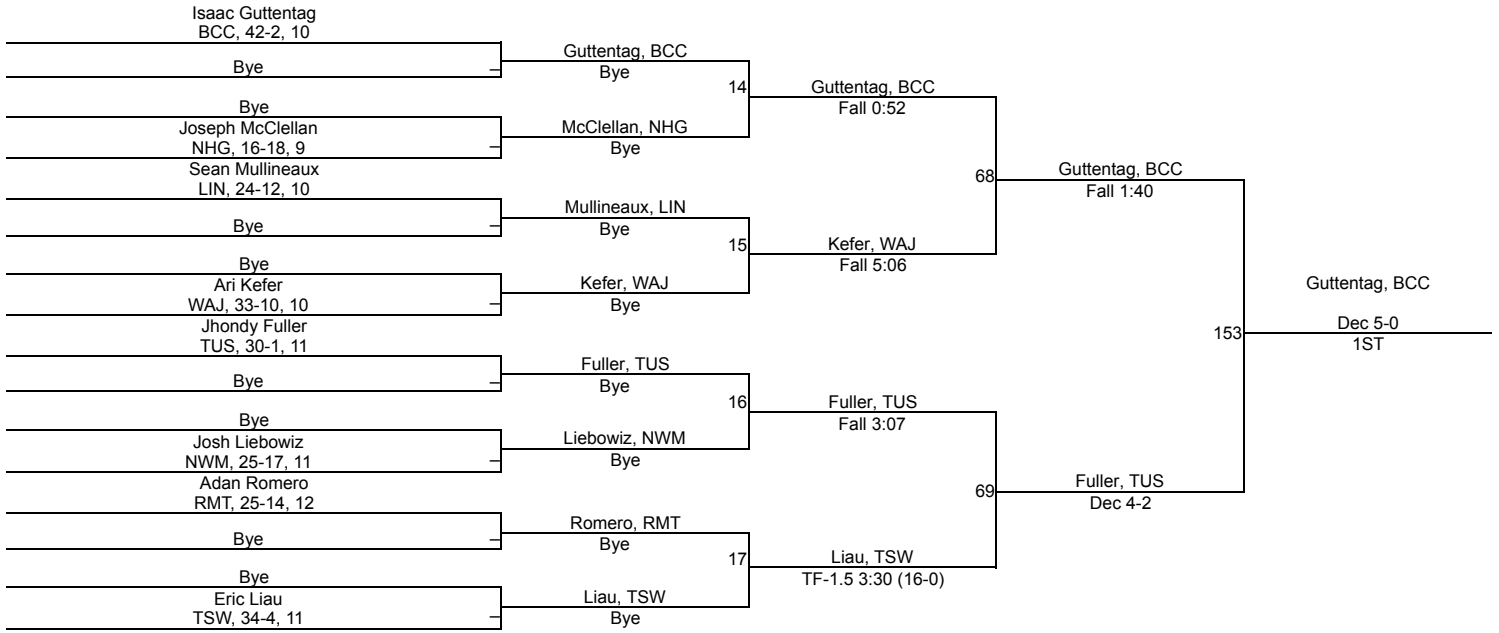 Isaac Guttentag
BCC, 42-2, 10
Bye
Bye
Joseph McClellan
NHG, 16-18, 9
Sean Mullineaux
LIN, 24-12, 10
Bye
Bye
Ari Kefer
WAJ, 33-10, 10
Jhondy Fuller
TUS, 30-1, 11
Bye
Bye
Josh Liebowiz
NWM, 25-17, 11
Adan Romero
RMT, 25-14, 12
Bye
Bye
Eric Liau
TSW, 34-4, 11
Guttentag, BCC
Bye
14
McClellan, NHG
Bye
Mullineaux, LIN
Bye
15
Kefer, WAJ
Bye
Fuller, TUS
Bye
16
Liebowiz, NWM
Bye
Romero, RMT
Bye
17
Liau, TSW
Bye
Guttentag, BCC
Fall 0:52
68
Kefer, WAJ
Fall 5:06
Fuller, TUS
Fall 3:07
69
Liau, TSW
TF-1.5 3:30 (16-0)
Guttentag, BCC
Fall 1:40
153
Fuller, TUS
Dec 4-2
Guttentag, BCC
Dec 5-0
1ST